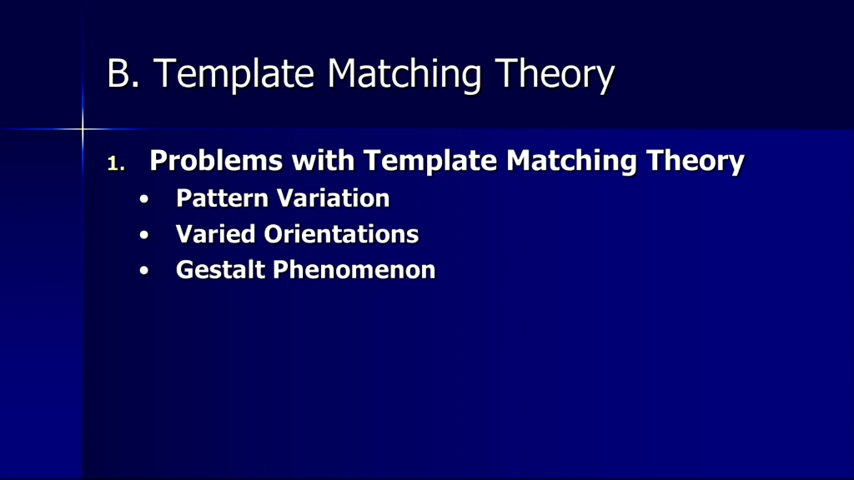 B. Template Matching Theory
1. Problems with Template Matching Theory
• Pattern Variation
• Varied Orientations
• Gestalt Phenomenon